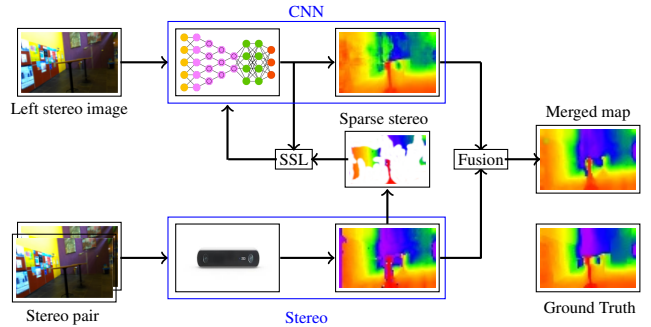 CNN
Left stereo image
Sparse stereo
Merged map
SSL
Fusion
Stereo pair
Stereo
Ground Truth